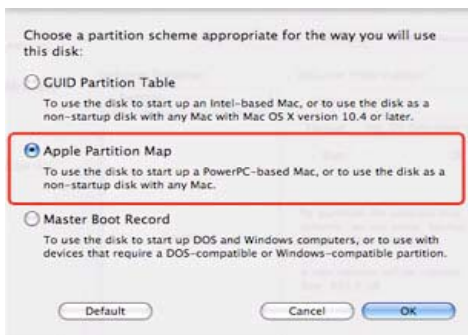 Choose a partition scheme appropriate for the way you will use
this disk:
GUID Partition Table
To use the disk to start up an Intel-based Mac, or to use the disk as a
non-startup disk with any Mac with Mac OS X version 10.4 or later.
Apple Partition Map
To use the disk to start up a PowerPC-based Mac, or to use the disk as a
non-startup disk with any Mac.
Master Boot Record
To use the disk to start up DOS and Windows computers, or to use with
devices that require a DOS-compatible or Windows-compatible partition.
Default Cancel OK